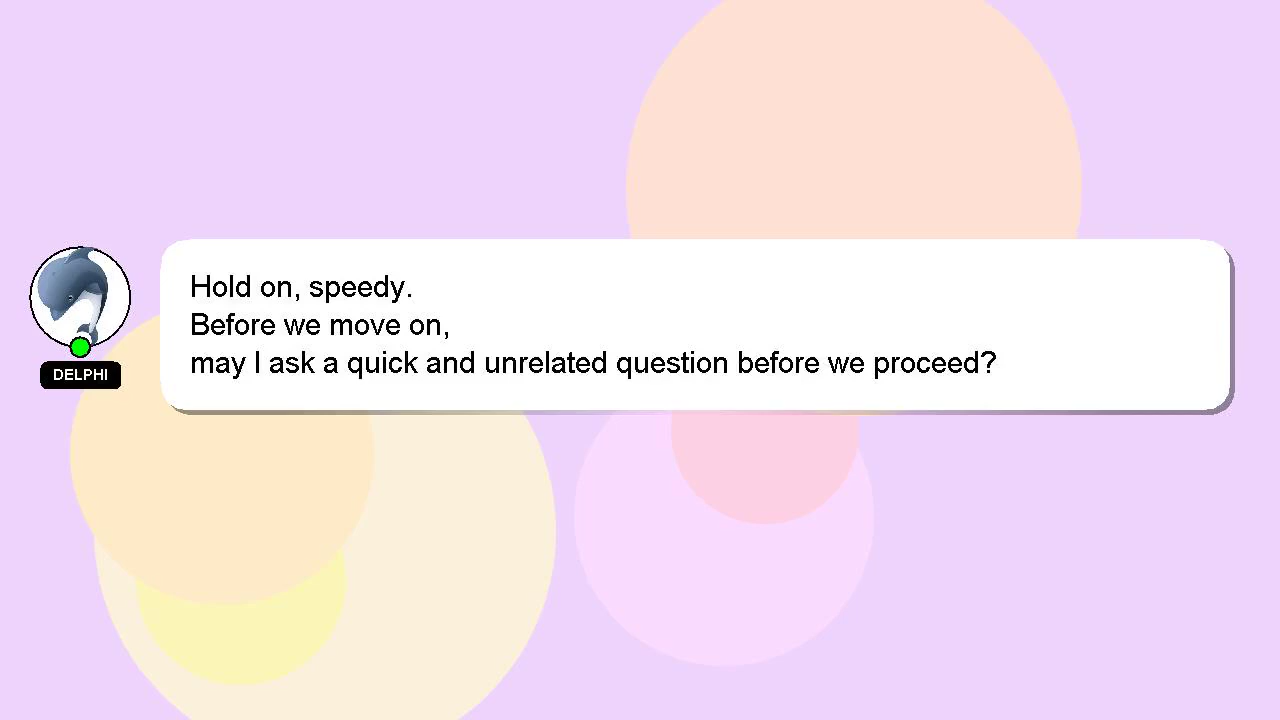 Hold on, speedy.
Before we move on,
may I ask a quick and unrelated question before we proceed?
DELPHI